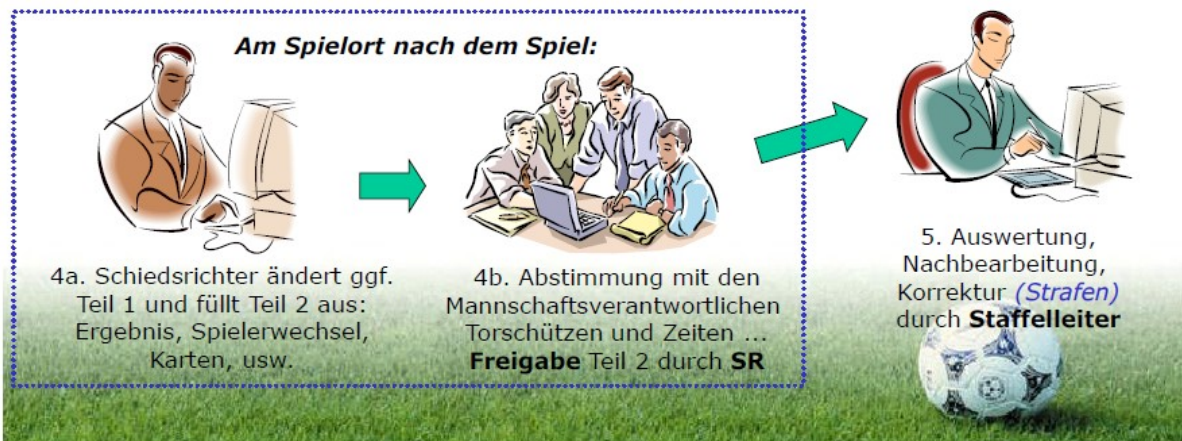 Am Spielort nach dem Spiel:
4a. Schiedsrichter ändert ggf.
Teil 1 und füllt Teil 2 aus:
Ergebnis, Spielerwechsel,
Karten, usw.
4b. Abstimmung mit den
Mannschaftsverantwortlichen
Torschützen und Zeiten ...
Freigabe Teil 2 durch SR
5. Auswertung,
Nachbearbeitung,
Korrektur (Strafen)
durch Staffelleiter